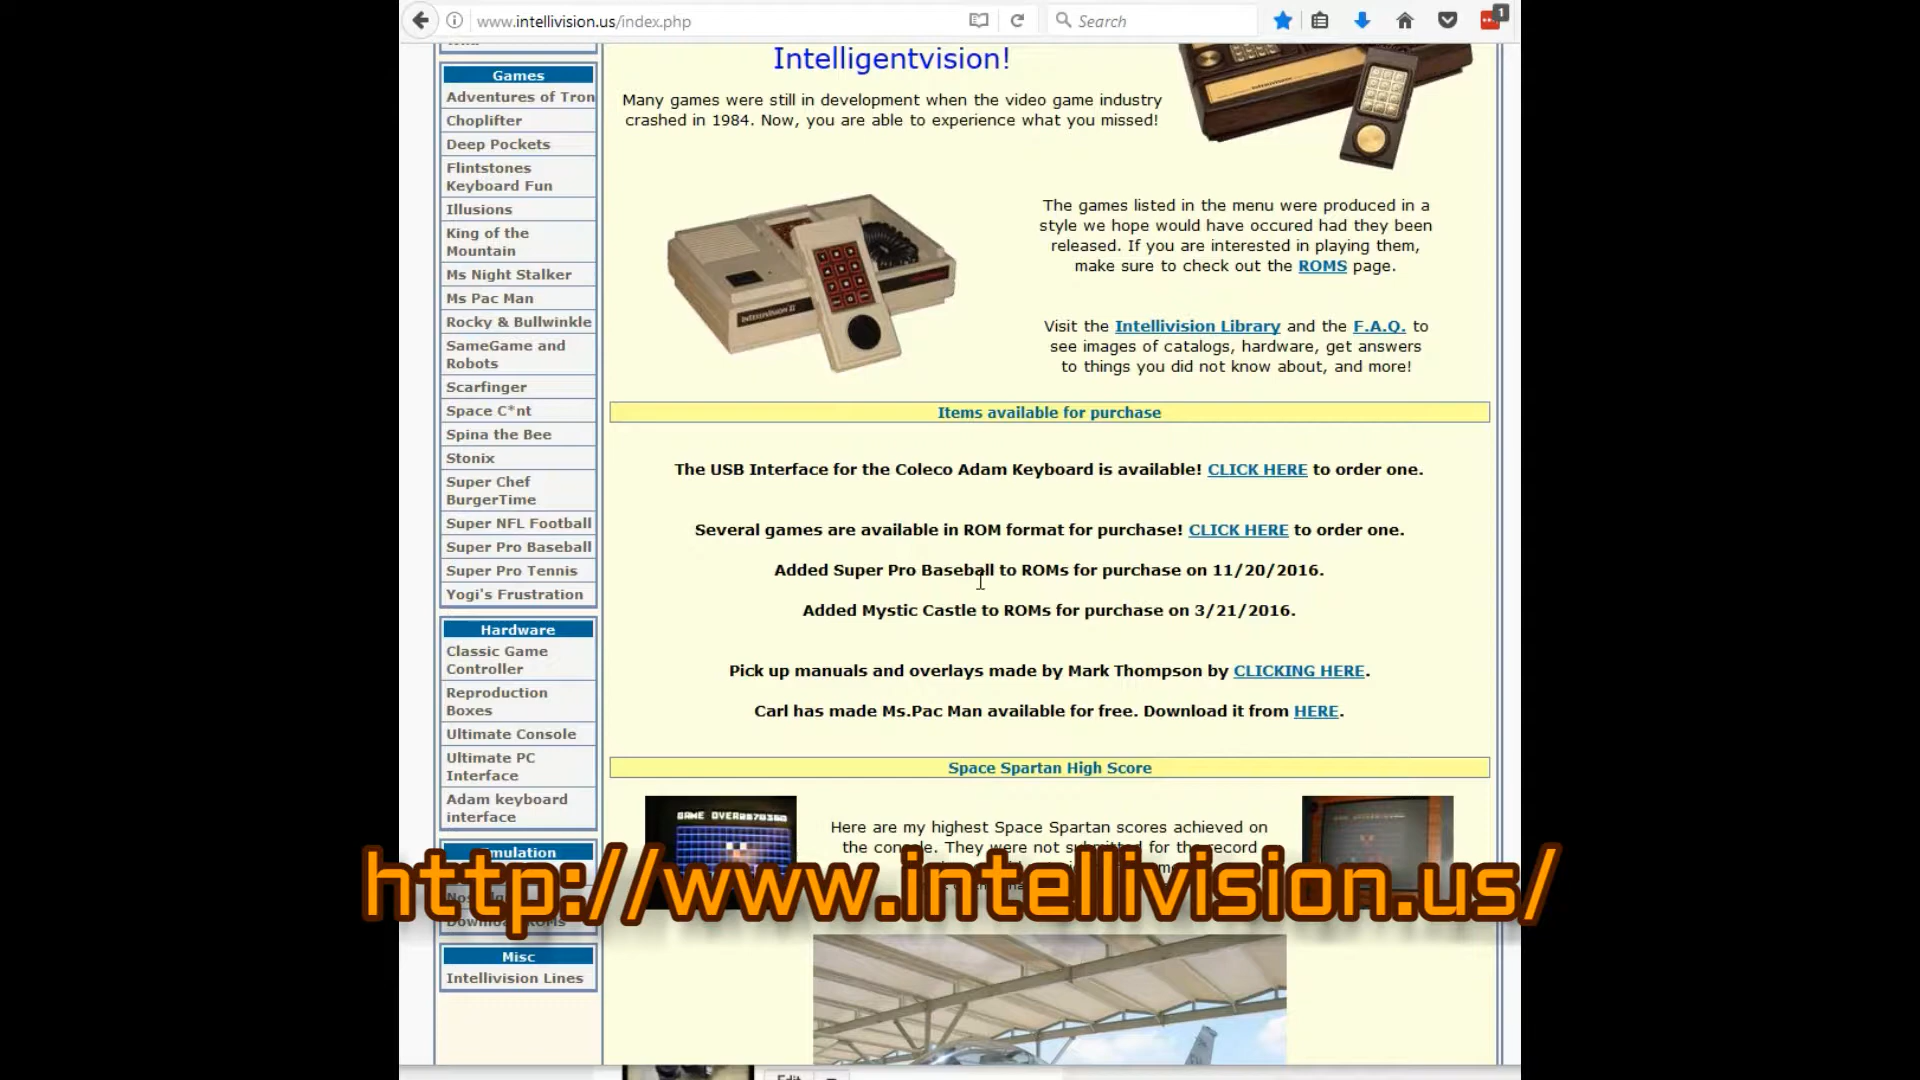 www.intellivision.us/index.php
Search
1
Games
Adventures of Tron
Choplifter
Deep Pockets
Flintstones
Keyboard Fun
Illusions
King of the
Mountain
Ms Night Stalker
Ms Pac Man
Rocky & Bullwinkle
SameGame and
Robots
Scarfinger
Space C*nt
Spina the Bee
Stonix
Super Chef
BurgerTime
Super NFL Football
Super Pro Baseball
Super Pro Tennis
Yogi's Frustration
Hardware
Classic Game
Controller
Reproduction
Boxes
Ultimate Console
Ultimate PC
Interface
Adam keyboard
interface
Misc
Intellivision Lines
Intelligentvision!
Many games were still in development when the video game industry
crashed in 1984. Now, you are able to experience what you missed!
The games listed in the menu were produced in a
style we hope would have occured had they been
released. If you are interested in playing them,
make sure to check out the ROMS page.
Visit the Intellivision Library and the F.A.Q. to
see images of catalogs, hardware, get answers
to things you did not know about, and more!
Items available for purchase
The USB Interface for the Coleco Adam Keyboard is available! CLICK HERE to order one.
Several games are available in ROM format for purchase! CLICK HERE to order one.
Added Super Pro Baseball to ROMs for purchase on 11/20/2016.
Added Mystic Castle to ROMs for purchase on 3/21/2016.
Pick up manuals and overlays made by Mark Thompson by CLICKING HERE.
Carl has made Ms.Pac Man available for free. Download it from HERE.
Space Spartan High Score
GAME OVER
Here are my highest Space Spartan scores achieved on
the console. They were not submitted for the record
http://www.intellivision.us/
Edit